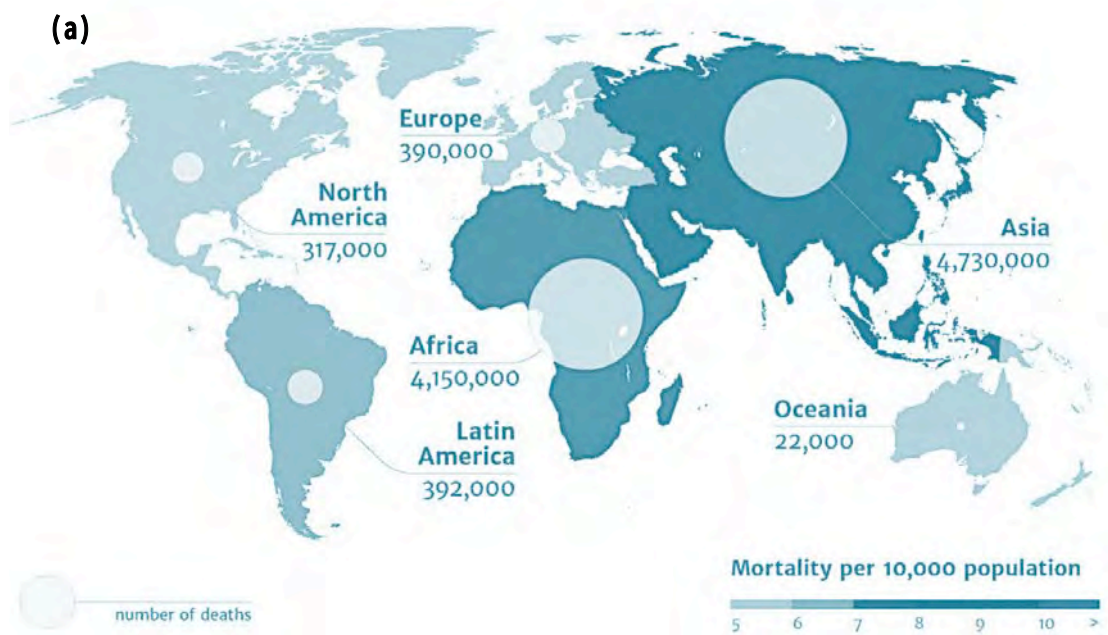 (a)
Europe
390,000
North
America
317,000
Asia
4,730,000
Africa
4,150,000
Oceania
22,000
Latin
America
392,000
Mortality per 10,000 population
number of deaths
5 6 7 8 9 10 >